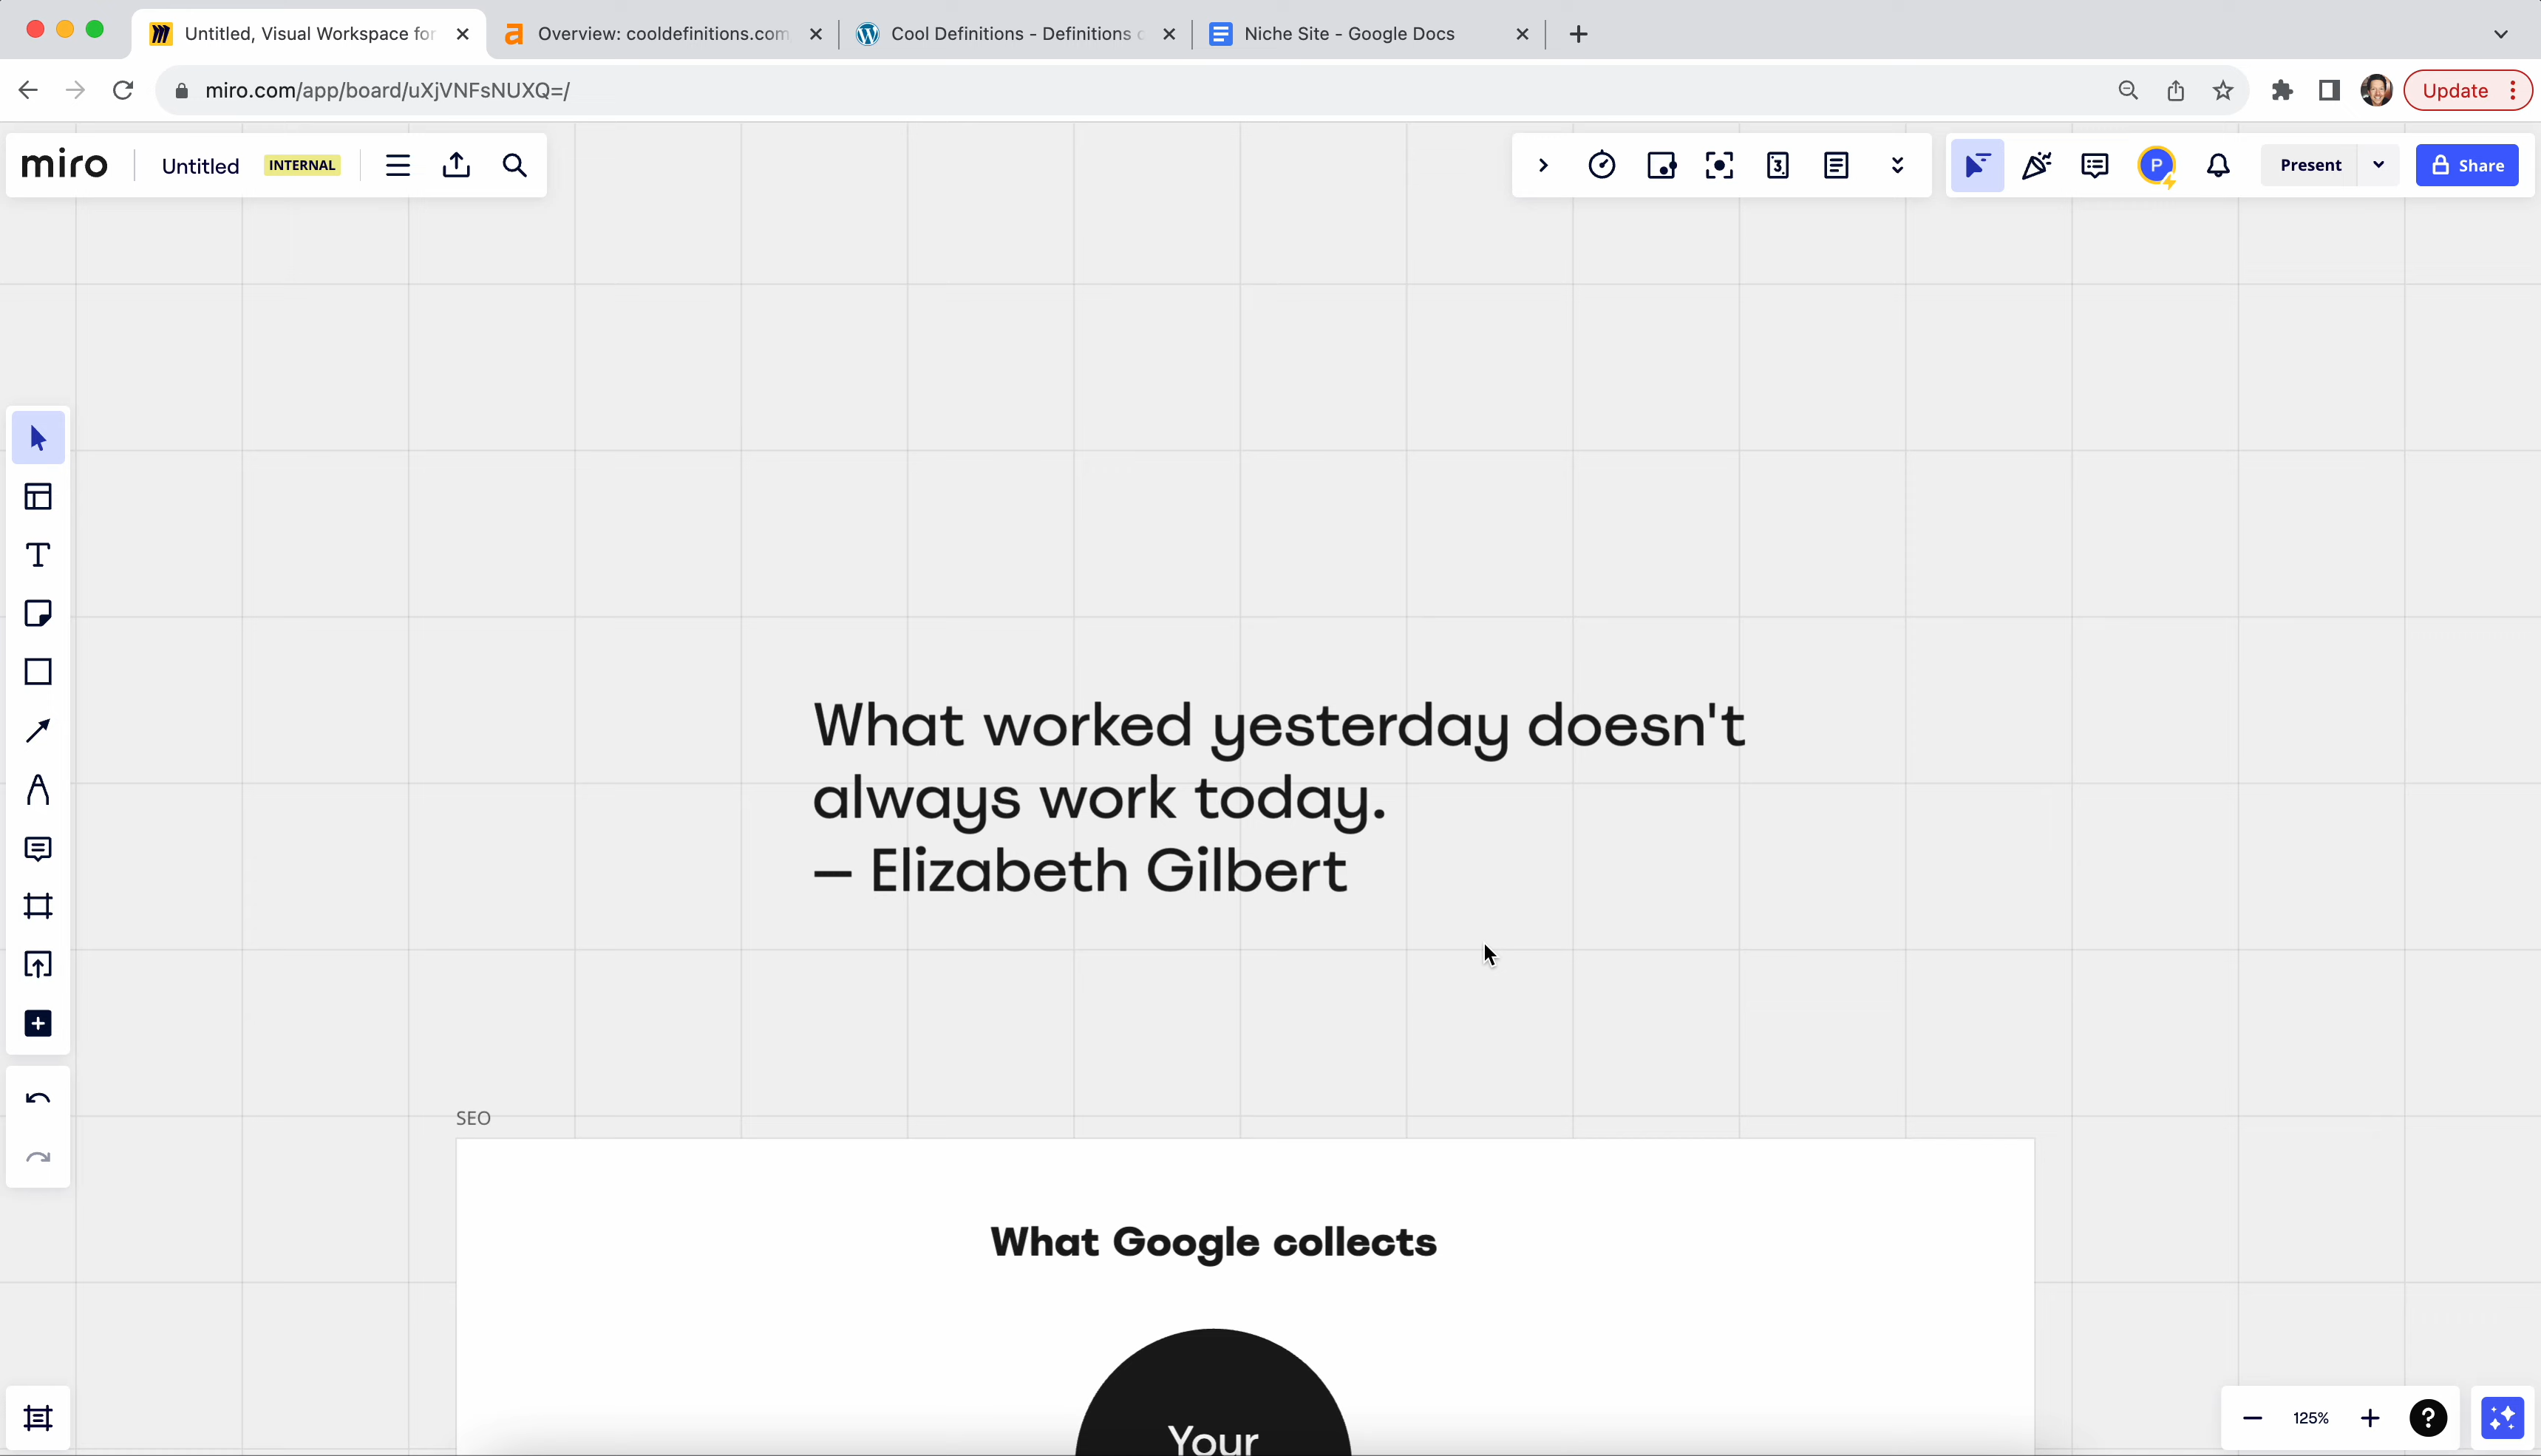 Untitled, Visual Workspace for
Overview: cooldefinitions.com
Cool Definitions - Definitions
Niche Site - Google Docs
miro.com/app/board/uXjVNFsNUXQ=/
Update
miro
Untitled
INTERNAL
3
P
Present
Share
What worked yesterday doesn't
always work today.
— Elizabeth Gilbert
SEO
What Google collects
Your
125%
?